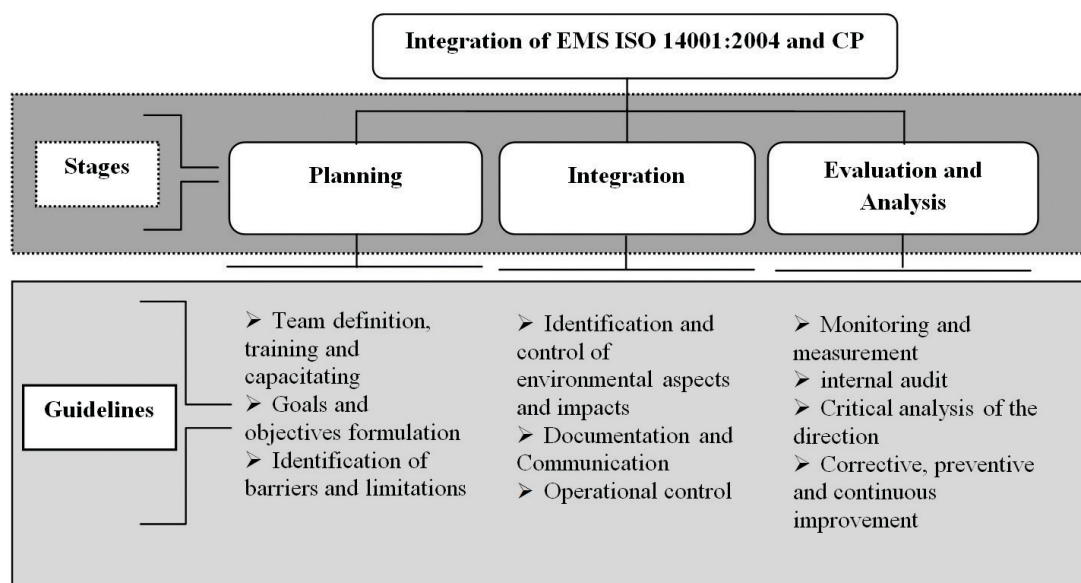 Integration of EMS ISO 14001:2004 and CP
Stages
Planning
Integration
Evaluation and
Analysis
Guidelines
➢ Team definition,
training and
capacitating
➢ Goals and
objectives formulation
➢ Identification of
barriers and limitations
➢ Identification and
control of
environmental aspects
and impacts
➢ Documentation and
Communication
➢ Operational control
➢ Monitoring and
measurement
➢ internal audit
➢ Critical analysis of the
direction
➢ Corrective, preventive
and continuous
improvement